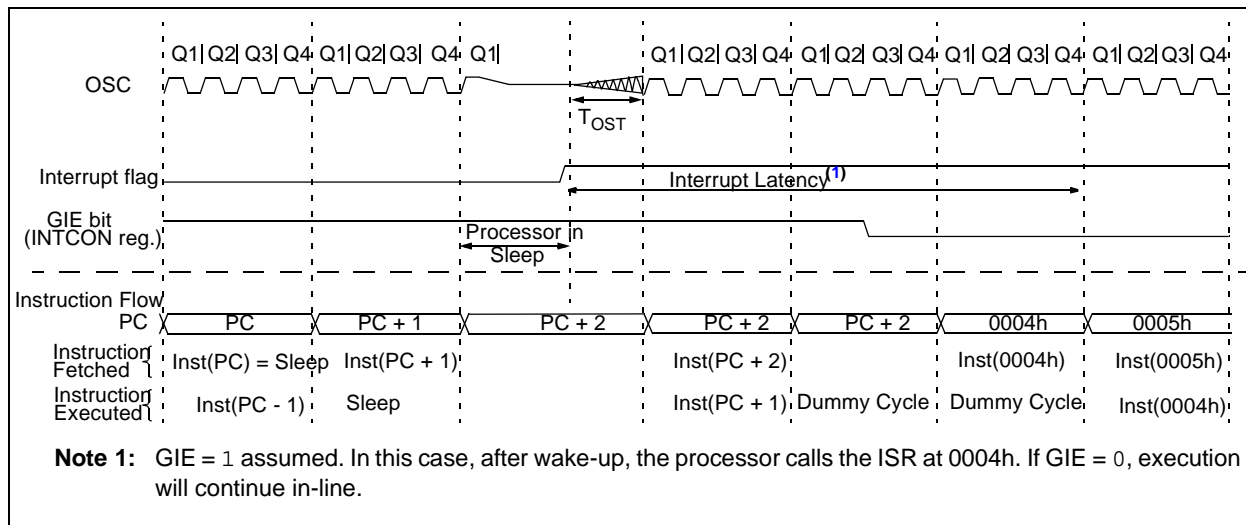 Q1| Q2| Q3| Q4 Q1| Q2| Q3| Q4 Q1| Q1| Q2| Q3| Q4 Q1| Q2| Q3| Q4 Q1| Q2| Q3| Q4 Q1| Q2| Q3| Q4
OSC
TOST
Interrupt flag
Interrupt Latency(1)
GIE bit
(INTCON reg.)
Processor in
Sleep
Instruction Flow
PC PC PC + 1 PC + 2 PC + 2 PC + 2 0004h 0005h
Instruction
Fetched
Inst(PC) = Sleep Inst(PC + 1) Inst(PC + 2) Inst(0004h) Inst(0005h)
Instruction
Executed
Inst(PC - 1) Sleep Inst(PC + 1) Dummy Cycle Dummy Cycle Inst(0004h)
Note 1: GIE = 1 assumed. In this case, after wake-up, the processor calls the ISR at 0004h. If GIE = 0, execution
will continue in-line.